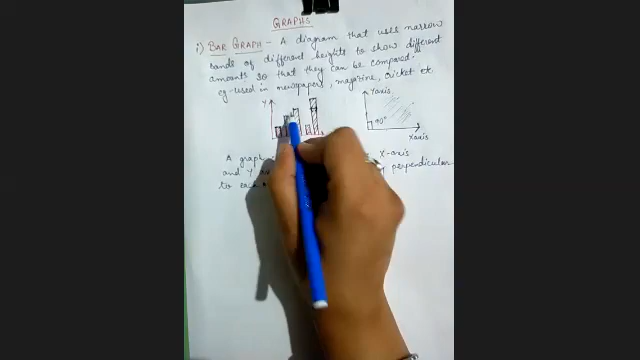 GRAPHS
i) BAR GRAPH - A diagram that uses narrow
bands of different heights to show different
amounts so that they can be compared.
eg - used in newspapers, magazine, cricket etc.
Y
Y axis
90°
X axis
A graph X-axis
and Y perpendicular
to each